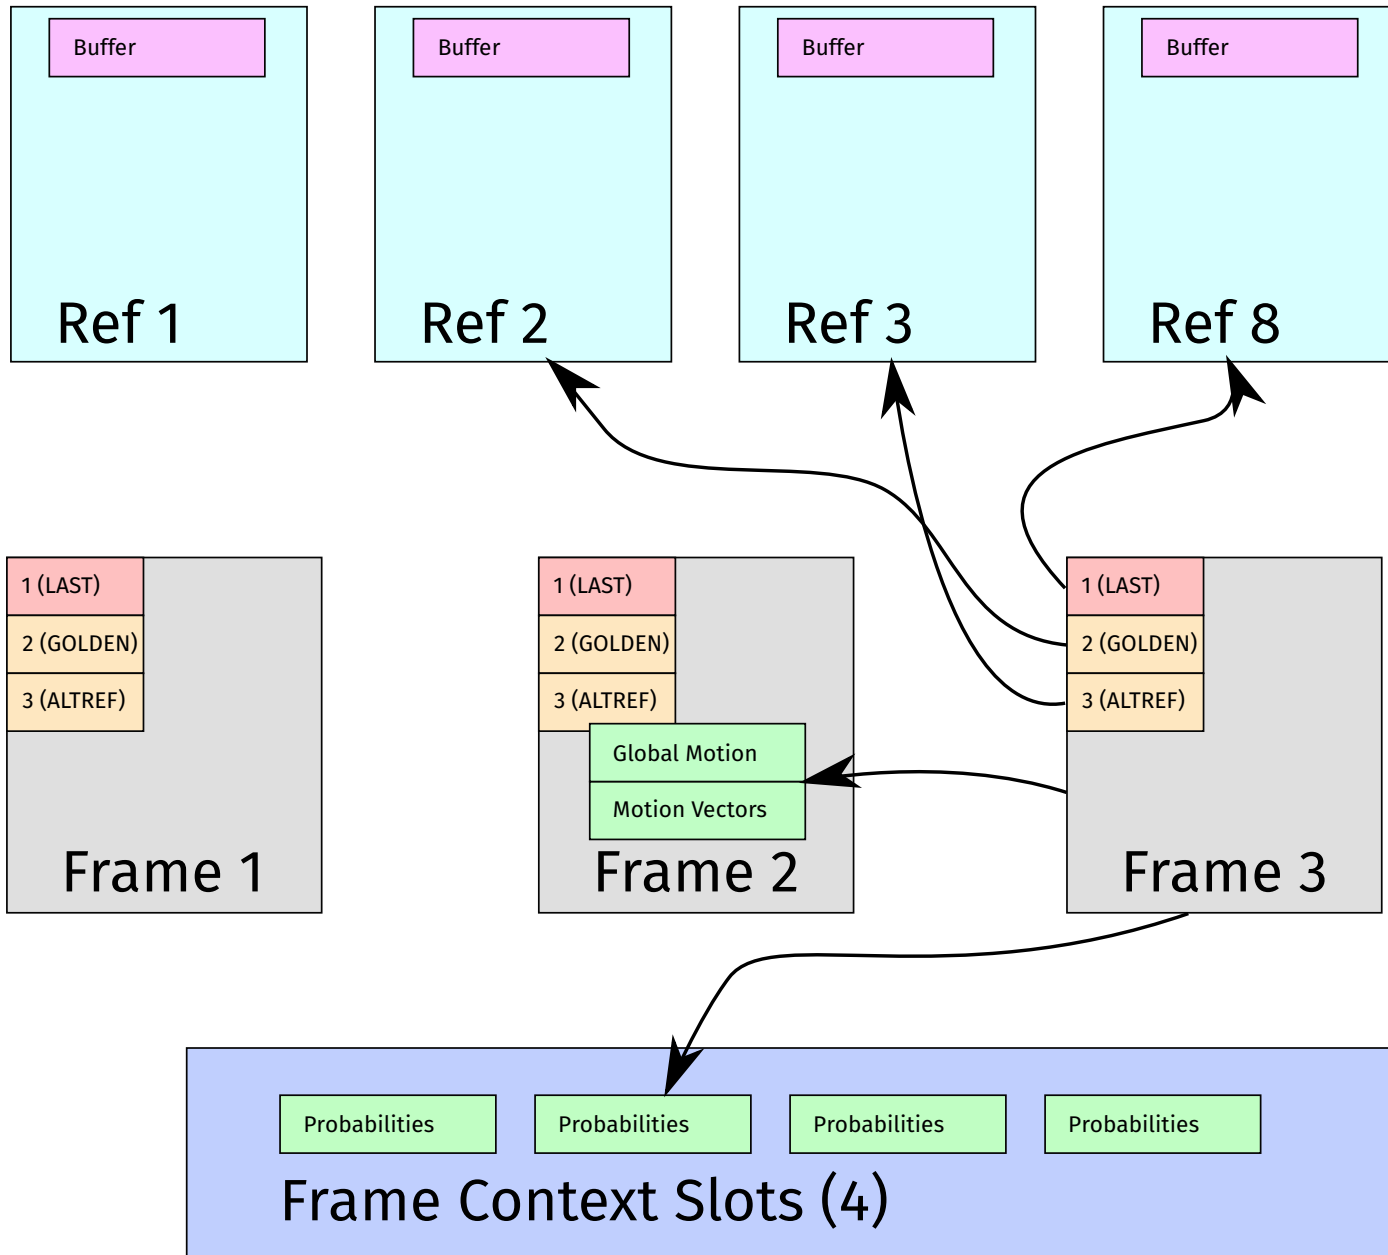 Buffer
Buffer
Buffer
Buffer
Ref 1
Ref 2
Ref 3
Ref 8
1 (LAST)
2 (GOLDEN)
3 (ALTREF)
Frame 1
1 (LAST)
2 (GOLDEN)
3 (ALTREF)
Global Motion
Motion Vectors
Frame 2
1 (LAST)
2 (GOLDEN)
3 (ALTREF)
Frame 3
Probabilities
Probabilities
Probabilities
Probabilities
Frame Context Slots (4)